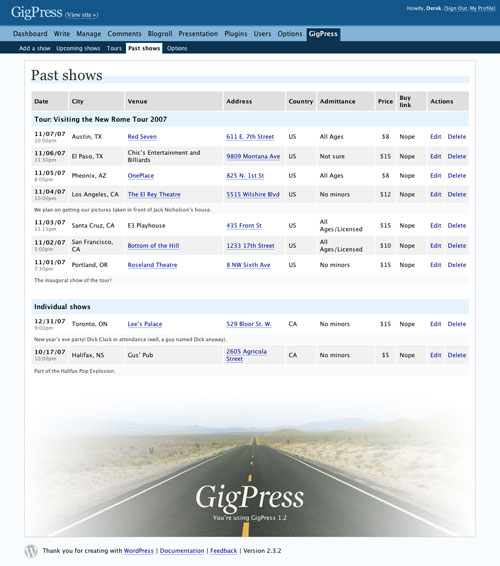 GigPress (View site »)
Howdy, Derek. [Sign Out, My Profile]
Dashboard Write Manage Comments Blogroll Presentation Plugins Users Options GigPress
Add a show Upcoming shows Tours Past shows Options
Past shows
Date City Venue Address Country Admittance Price Buy link Actions
Tour: Visiting the New Rome Tour 2007
11/07/07 Austin, TX Red Seven 611 E. 7th Street US All Ages $8 Nope Edit Delete
10:00pm
11/06/07 El Paso, TX Chic's Entertainment and Billiards 9809 Montana Ave US Not sure $15 Nope Edit Delete
11:30pm
11/05/07 Pheonix, AZ OnePlace 825 N. 1st St US All Ages $8 Nope Edit Delete
8:00pm
11/04/07 Los Angeles, CA The El Rey Theatre 5515 Wilshire Blvd US No minors $12 Nope Edit Delete
10:00pm
We plan on getting our pictures taken in front of Jack Nicholson's house.
11/03/07 Santa Cruz, CA E3 Playhouse 435 Front St US All Ages/Licensed $15 Nope Edit Delete
11:15pm
11/02/07 San Francisco, CA Bottom of the Hill 1233 17th Street US All Ages/Licensed $10 Nope Edit Delete
5:00pm
11/01/07 Portland, OR Roseland Theatre 8 NW Sixth Ave US No minors $15 Nope Edit Delete
7:30pm
The inaugural show of the tour!
Individual shows
12/31/07 Toronto, ON Lee's Palace 529 Bloor St. W. CA No minors $15 Nope Edit Delete
9:00pm
New year's eve party! Dick Clark in attendance (well, a guy named Dick anyway).
10/17/07 Halifax, NS Gus' Pub 2605 Agricola Street CA No minors $5 Nope Edit Delete
10:00pm
Part of the Halifax Pop Explosion.
GigPress
You're using GigPress 1.2
Thank you for creating with WordPress | Documentation | Feedback | Version 2.3.2